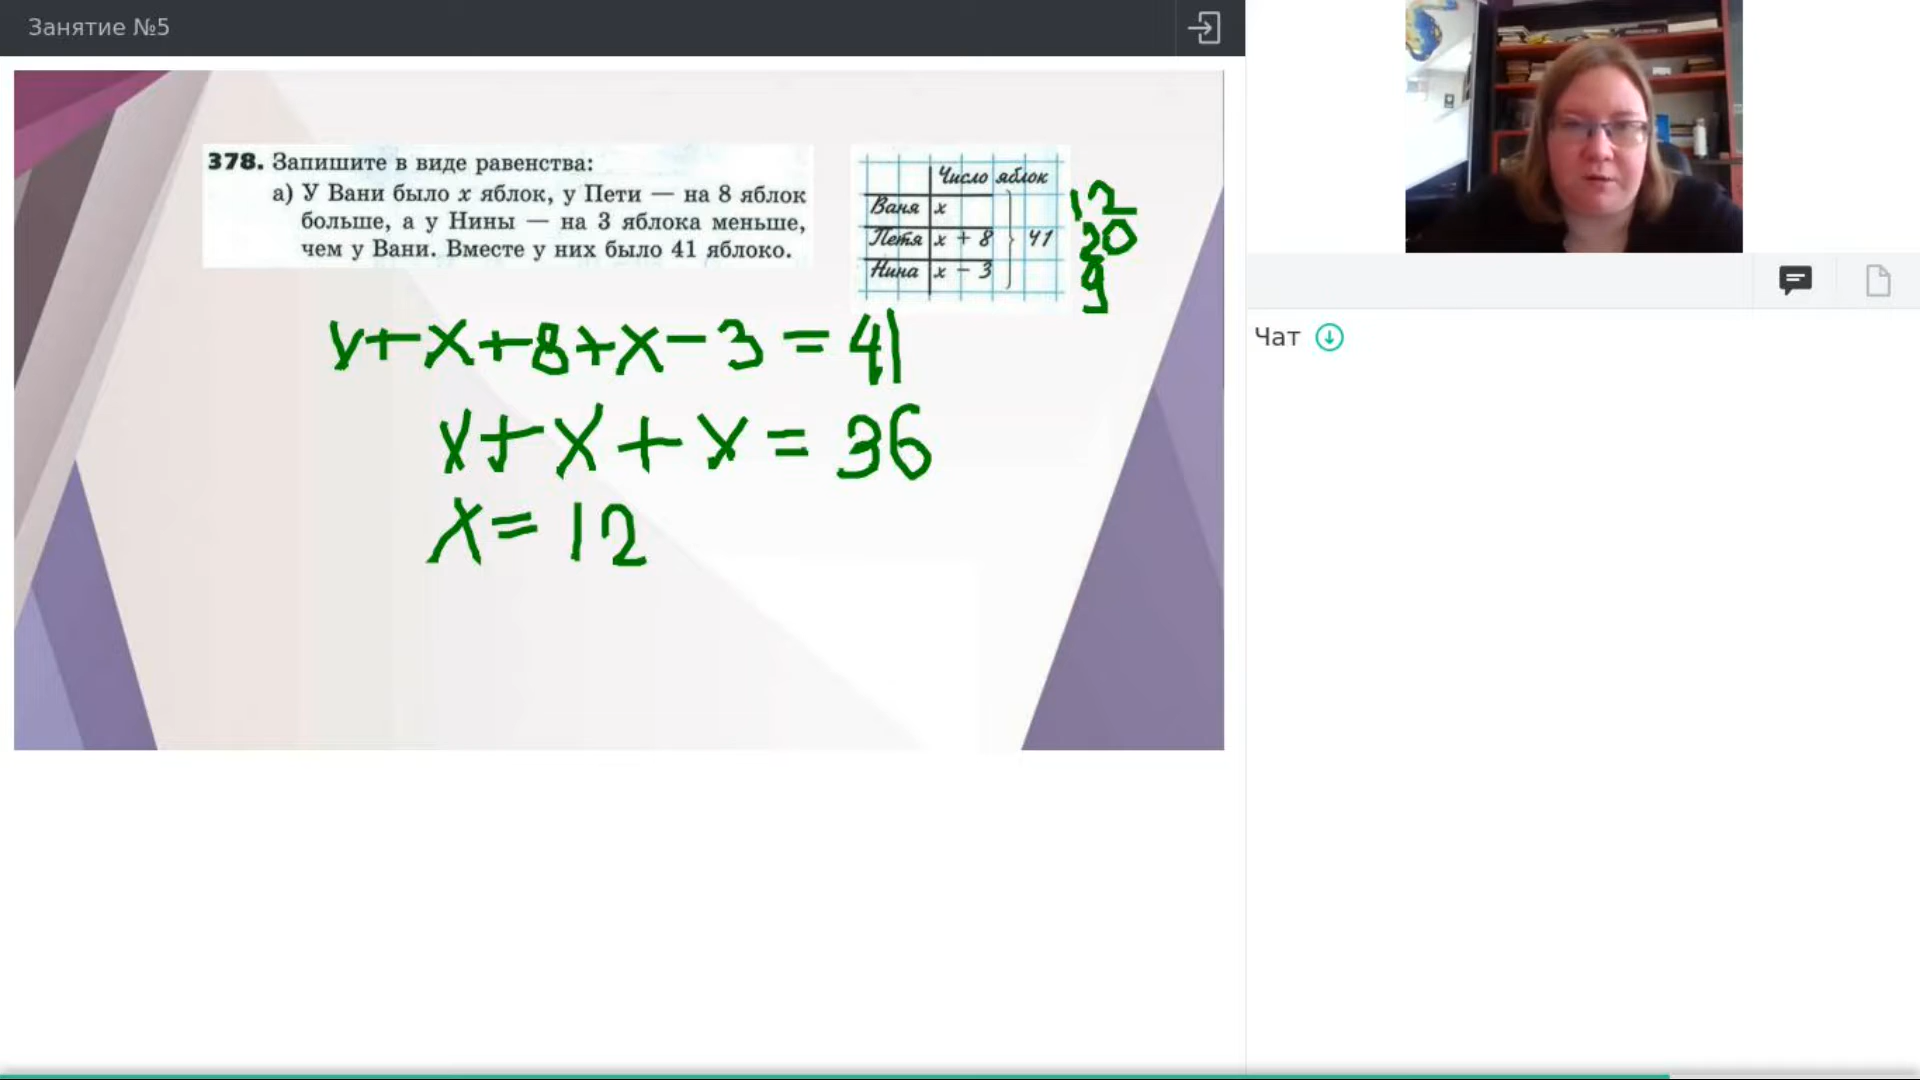 Занятие №5
378. Запишите в виде равенства:
а) У Вани было x яблок, у Пети — на 8 яблок
больше, а у Нины — на 3 яблока меньше,
чем у Вани. Вместе у них было 41 яблоко.
Число яблок
Ваня x
Петя x + 8 } 41
Нина x − 3
12
20
9
x+x+8+x−3=41
x+x+x=36
x=12
Чат